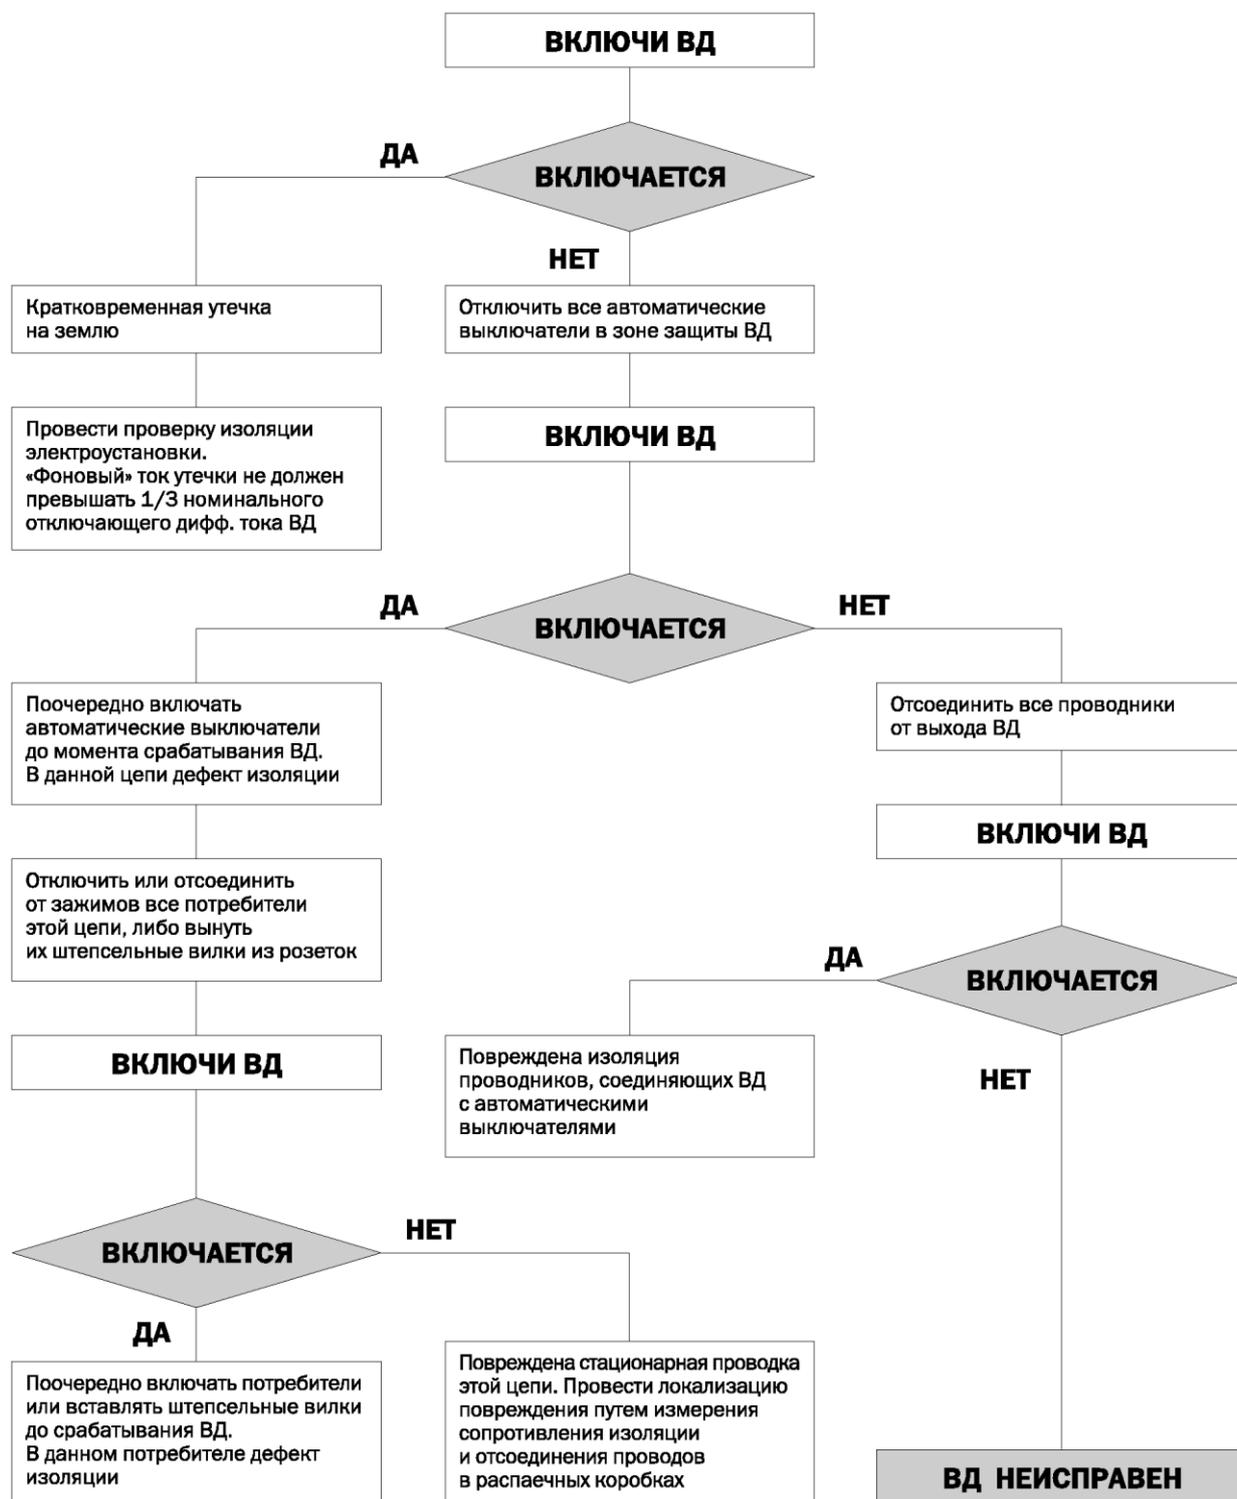 ВКЛЮЧИ ВД
ВКЛЮЧАЕТСЯ
ДА
НЕТ
Кратковременная утечка
на землю
Отключить все автоматические
выключатели в зоне защиты ВД
Провести проверку изоляции
электроустановки.
«Фоновый» ток утечки не должен
превышать 1/3 номинального
отключающего дифф. тока ВД
ВКЛЮЧИ ВД
ВКЛЮЧАЕТСЯ
ДА
НЕТ
Поочередно включать
автоматические выключатели
до момента срабатывания ВД.
В данной цепи дефект изоляции
Отсоединить все проводники
от выхода ВД
ВКЛЮЧИ ВД
Отключить или отсоединить
от зажимов все потребители
этой цепи, либо вынуть
их штепсельные вилки из розеток
ВКЛЮЧАЕТСЯ
ДА
НЕТ
ВКЛЮЧИ ВД
Повреждена изоляция
проводников, соединяющих ВД
с автоматическими
выключателями
ВКЛЮЧАЕТСЯ
НЕТ
ДА
Поочередно включать потребители
или вставлять штепсельные вилки
до срабатывания ВД.
В данном потребителе дефект
изоляции
Повреждена стационарная проводка
этой цепи. Провести локализацию
повреждения путем измерения
сопротивления изоляции
и отсоединения проводов
в распаечных коробках
ВД НЕИСПРАВЕН